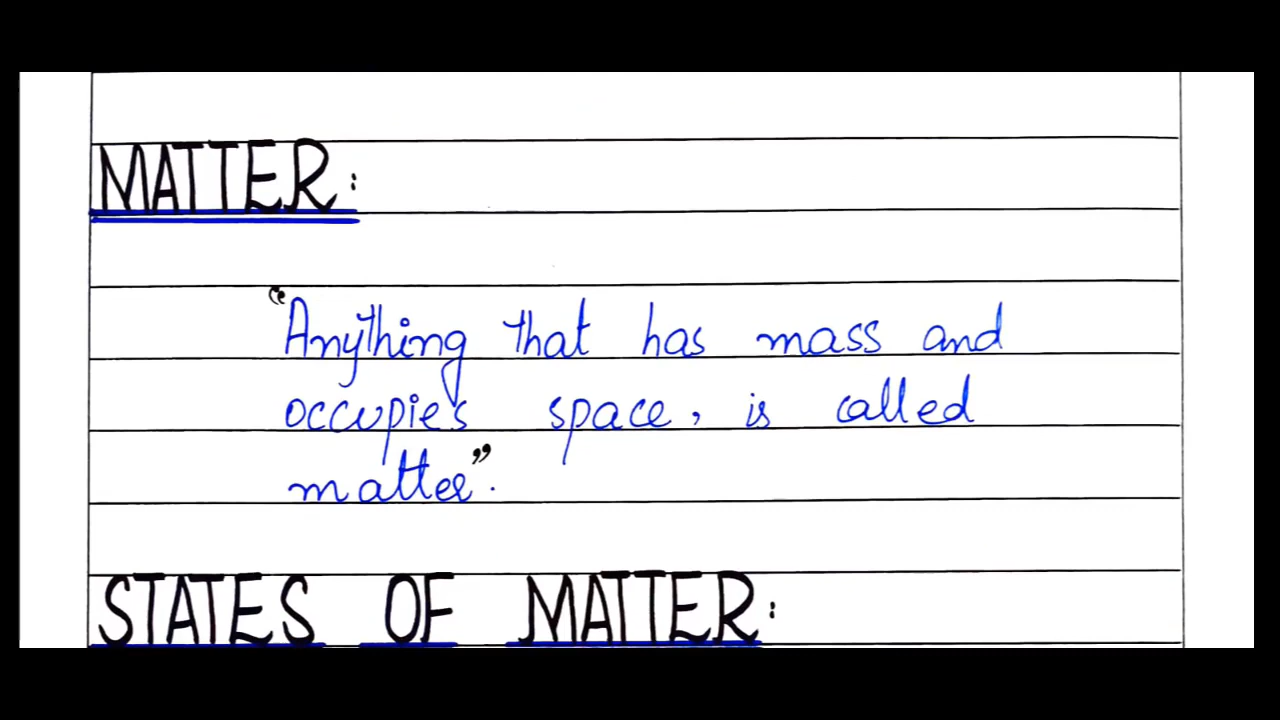 MATTER:
“Anything that has mass and
occupies space, is called
matter”.
STATES OF MATTER: